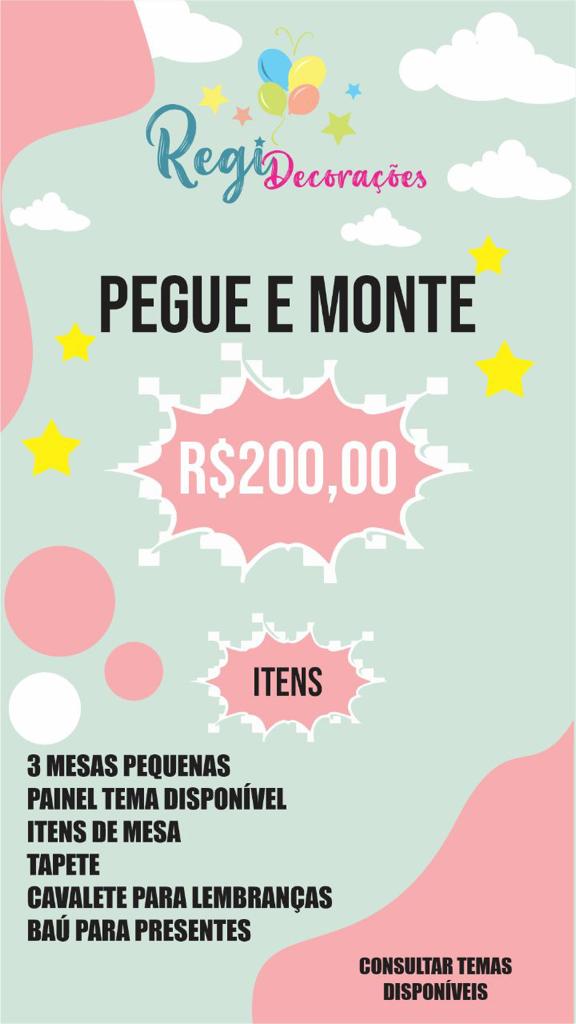 Regi Decorações
PEGUE E MONTE
R$200,00
ITENS
3 MESAS PEQUENAS
PAINEL TEMA DISPONÍVEL
ITENS DE MESA
TAPETE
CAVALETE PARA LEMBRANÇAS
BAÚ PARA PRESENTES
CONSULTAR TEMAS
DISPONÍVEIS